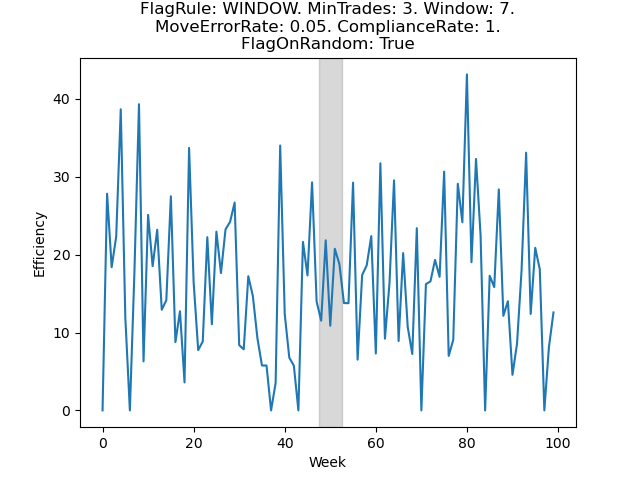 FlagRule: WINDOW. MinTrades: 3. Window: 7.
MoveErrorRate: 0.05. ComplianceRate: 1.
FlagOnRandom: True
40
30
20
10
0
Efficiency
0 20 40 60 80 100
Week